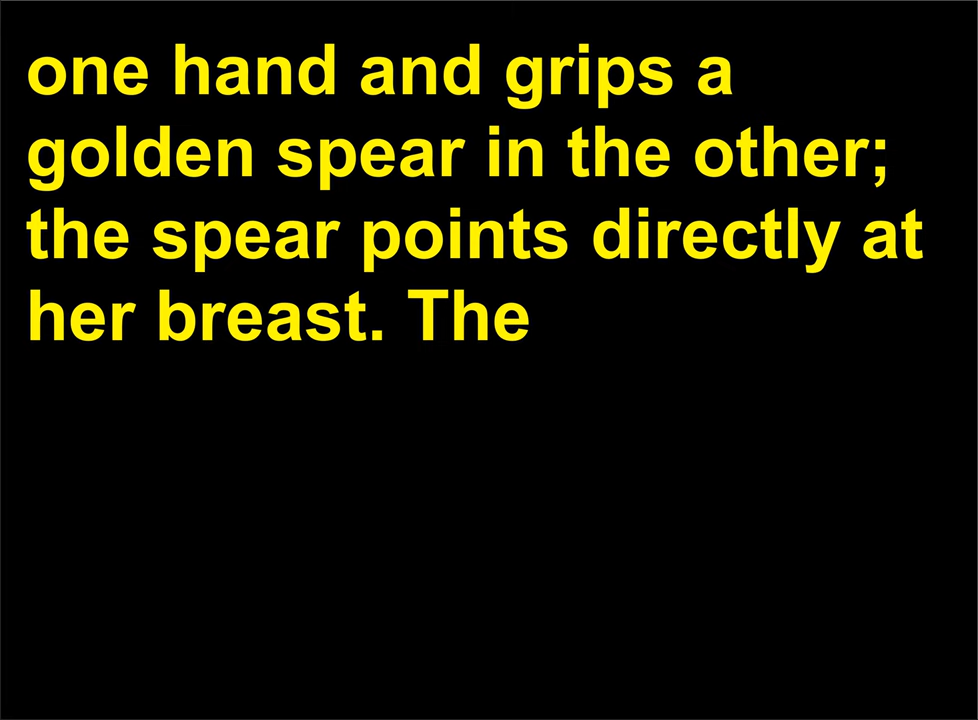 one hand and grips a
golden spear in the other;
the spear points directly at
her breast. The